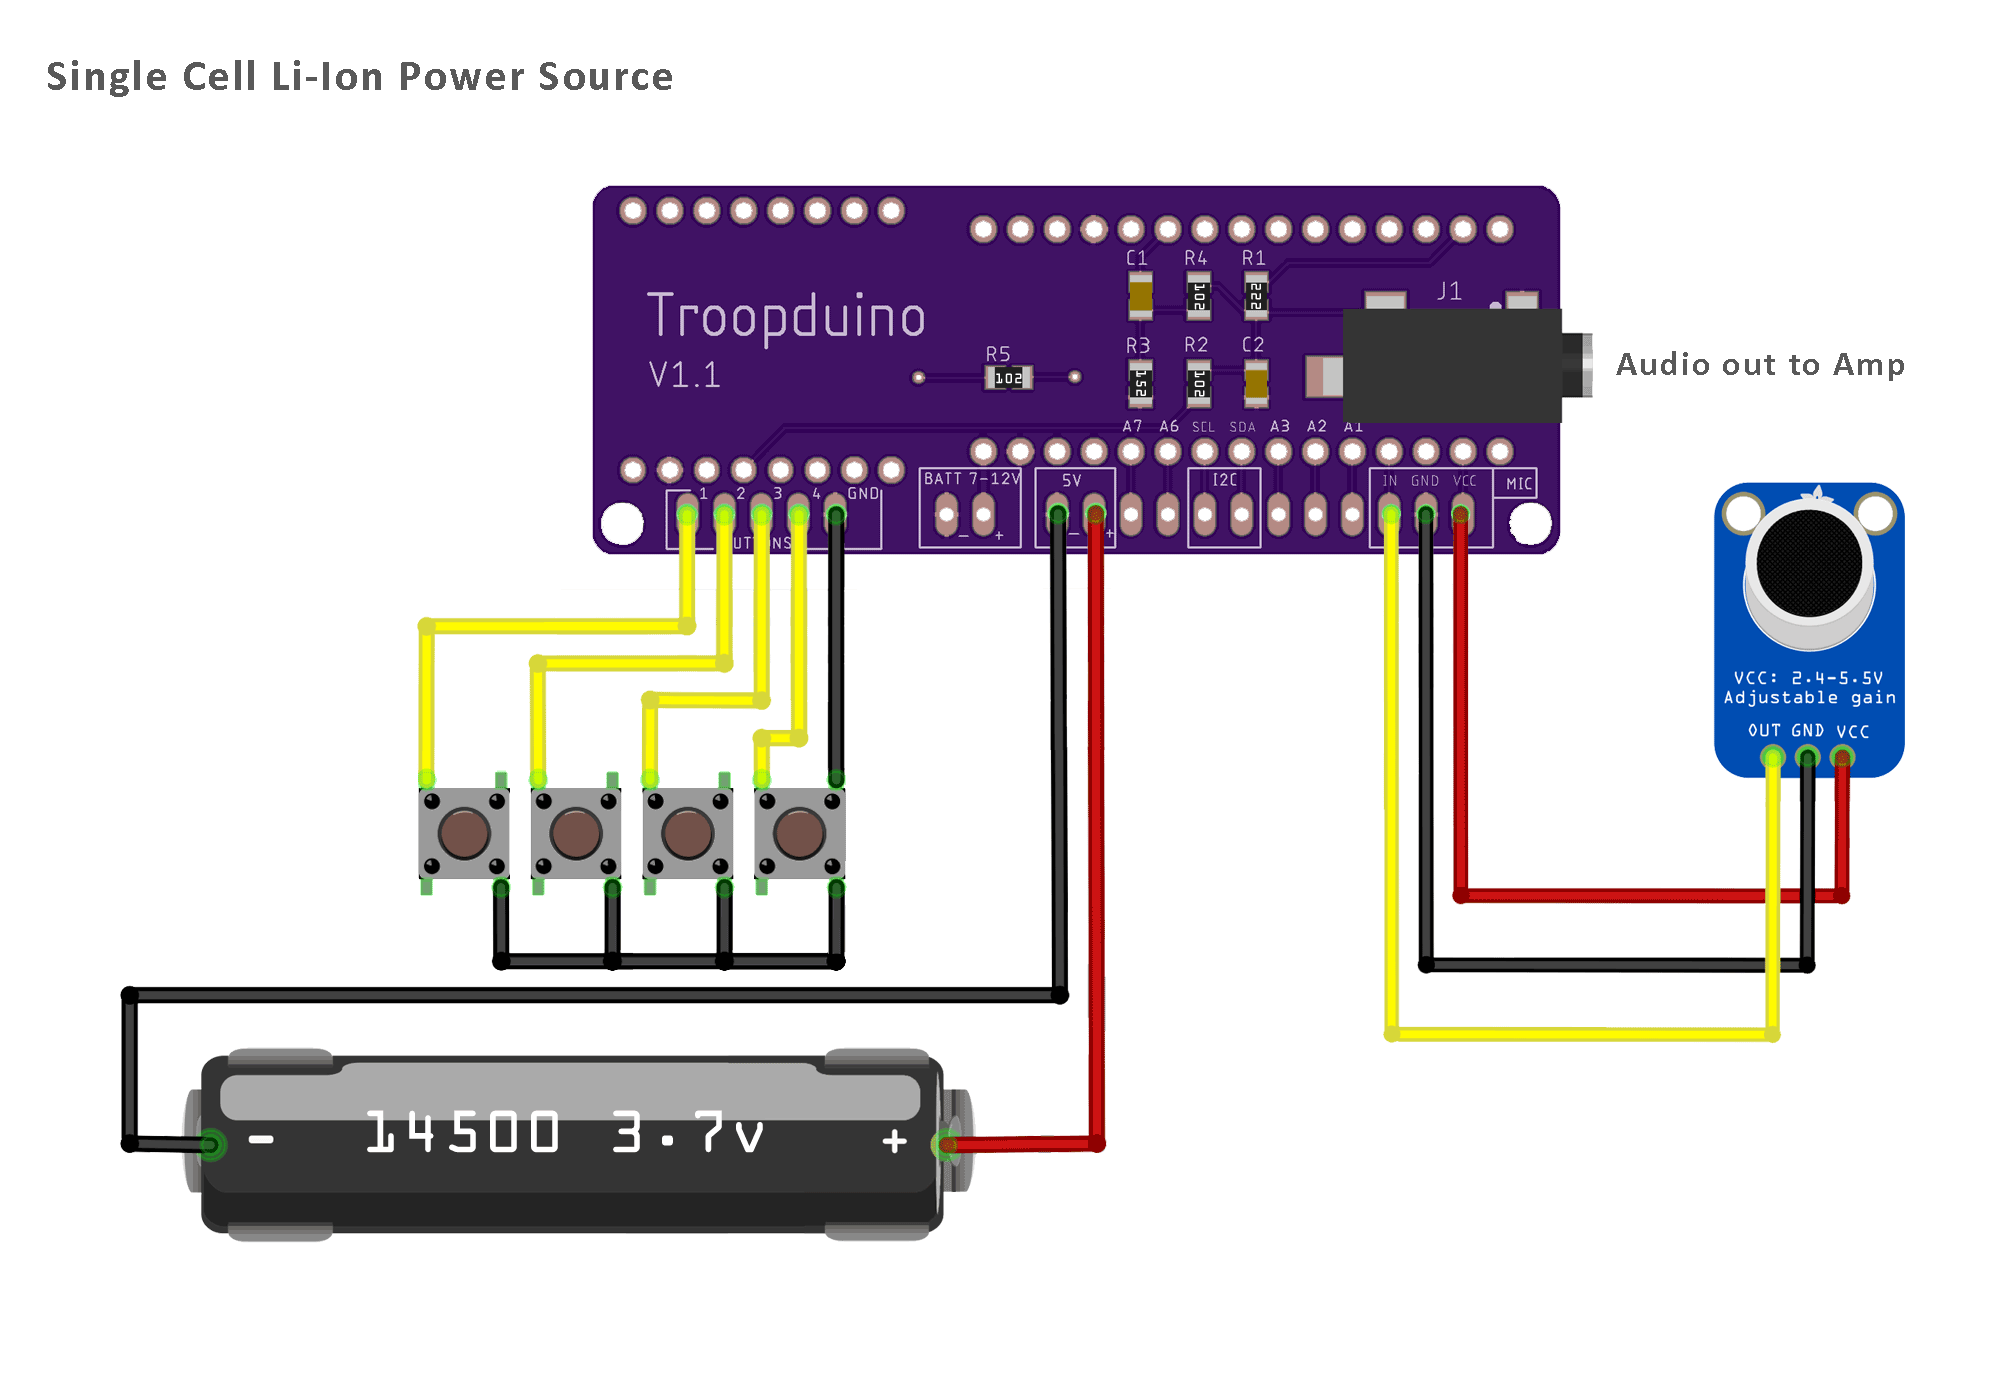 Single Cell Li-Ion Power Source
C1 R4 R1
102 222
J1
Troopduino
V1.1
R5
102
R3 R2 C2
152 102
Audio out to Amp
A7 A6 SCL SDA A3 A2 A1
1 2 3 4 GND
BATT 7-12V
5V
I2C
IN GND VCC
MIC
- +
- +
VCC: 2.4-5.5V
Adjustable gain
OUT GND VCC
- 14500 3.7v +